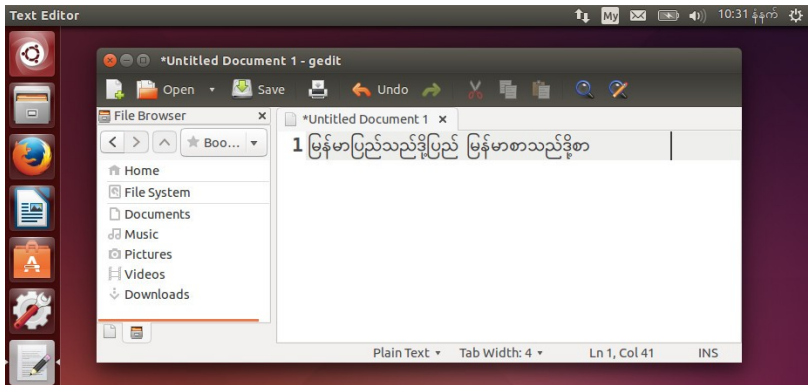 Text Editor
My
10:31 နံနက်
*Untitled Document 1 - gedit
Open
Save
Undo
File Browser
*Untitled Document 1
Boo...
1 မြန်မာပြည်သည်ဒို့ပြည် မြန်မာစာသည်ဒို့စာ
Home
File System
Documents
Music
Pictures
Videos
Downloads
Plain Text
Tab Width: 4
Ln 1, Col 41
INS